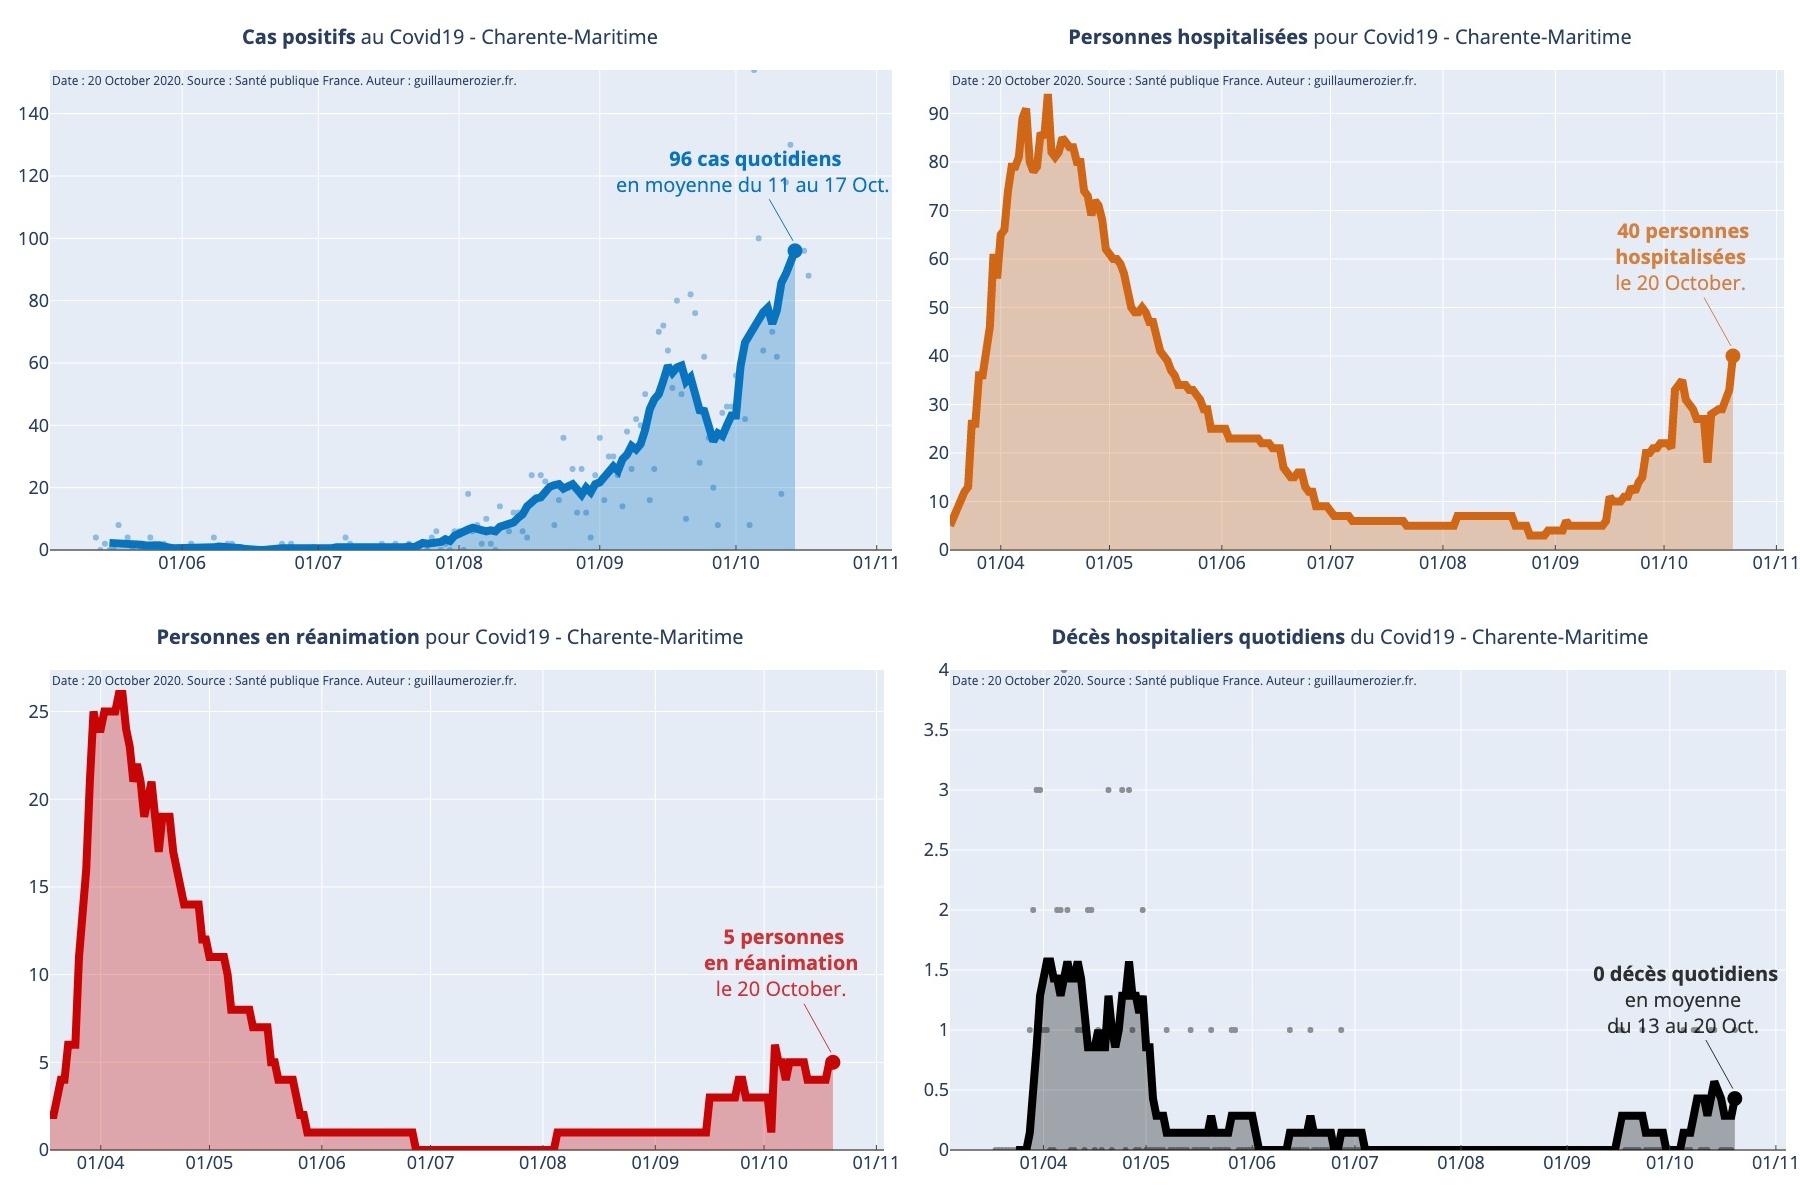 Cas positifs au Covid19 - Charente-Maritime
Date : 20 October 2020. Source : Santé publique France. Auteur : guillaumerozier.fr.
140
120
100
80
60
40
20
0
96 cas quotidiens
en moyenne du 11 au 17 Oct.
01/06 01/07 01/08 01/09 01/10 01/11
Personnes hospitalisées pour Covid19 - Charente-Maritime
Date : 20 October 2020. Source : Santé publique France. Auteur : guillaumerozier.fr.
90
80
70
60
50
40
30
20
10
0
40 personnes
hospitalisées
le 20 October.
01/04 01/05 01/06 01/07 01/08 01/09 01/10 01/11
Personnes en réanimation pour Covid19 - Charente-Maritime
Date : 20 October 2020. Source : Santé publique France. Auteur : guillaumerozier.fr.
25
20
15
10
5
0
5 personnes
en réanimation
le 20 October.
01/04 01/05 01/06 01/07 01/08 01/09 01/10 01/11
Décès hospitaliers quotidiens du Covid19 - Charente-Maritime
Date : 20 October 2020. Source : Santé publique France. Auteur : guillaumerozier.fr.
4
3.5
3
2.5
2
1.5
1
0.5
0
0 décès quotidiens
en moyenne
du 13 au 20 Oct.
01/04 01/05 01/06 01/07 01/08 01/09 01/10 01/11